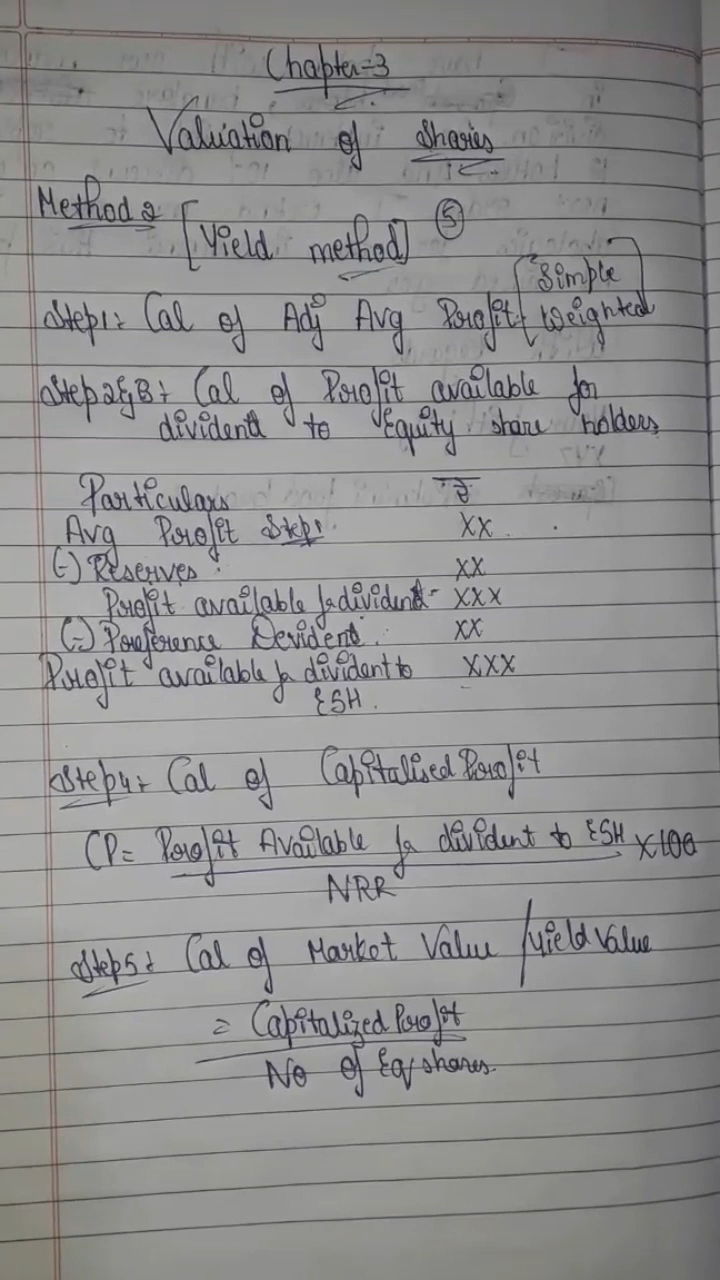 Chapter-3
Valuation of Sharies
Method 2 [Yield method] ⑤
Step1: Cal of Adj Avg Profit { Simple
Weighted
Step 2&3: Cal of Profit available for
divident to Equity share holders
Particulars ₹
Avg Profit Step1 XX
(-) Reserves XX
Profit available for divident XXX
(-) Preference Devident XX
Profit available for divident to XXX
ESH.
Step4: Cal of Capitalised Profit
CP = Profit Available for divident to ESH X100
NRR
Step5: Cal of Market Value / Yield Value
= Capitalized Profit
No of Eq shares.